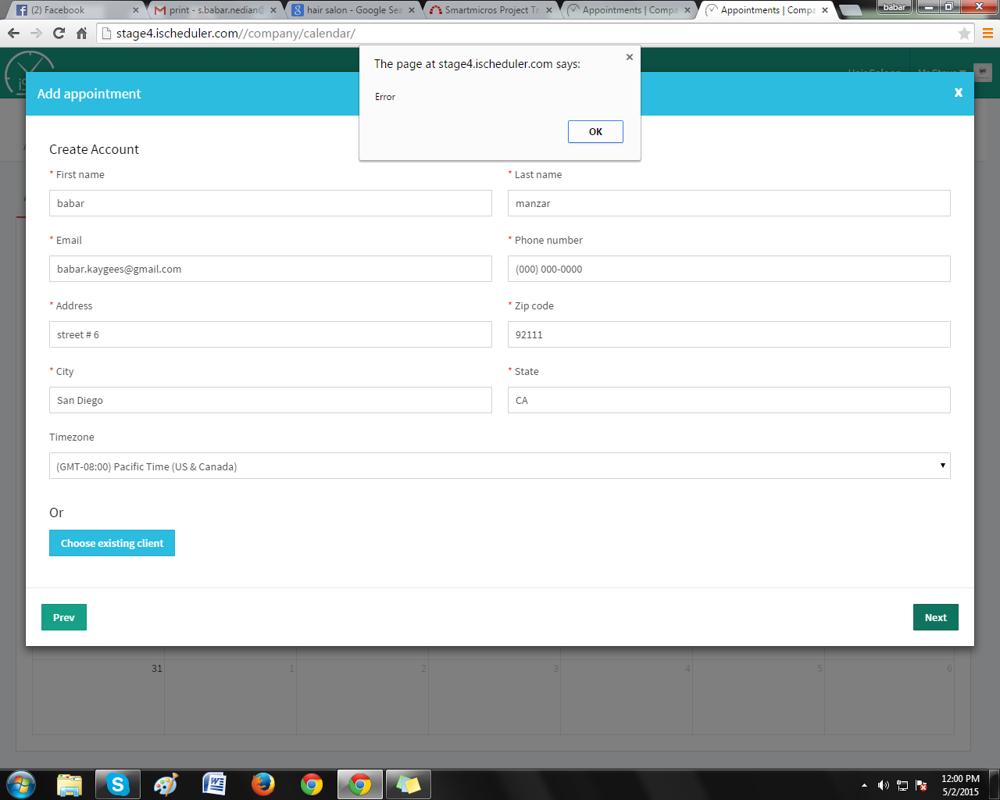 (2) Facebook
print - s.babar.nedian@
hair salon - Google Sea
Smartmicros Project Tr
Appointments | Compa
Appointments | Compa
babar
stage4.ischeduler.com//company/calendar/
The page at stage4.ischeduler.com says:
Error
OK
Add appointment
x
Create Account
* First name
* Last name
babar
manzar
* Email
* Phone number
babar.kaygees@gmail.com
(000) 000-0000
* Address
* Zip code
street # 6
92111
* City
* State
San Diego
CA
Timezone
(GMT-08:00) Pacific Time (US & Canada)
Or
Choose existing client
Prev
Next
31 1 2 3 4 5 6
12:00 PM
5/2/2015